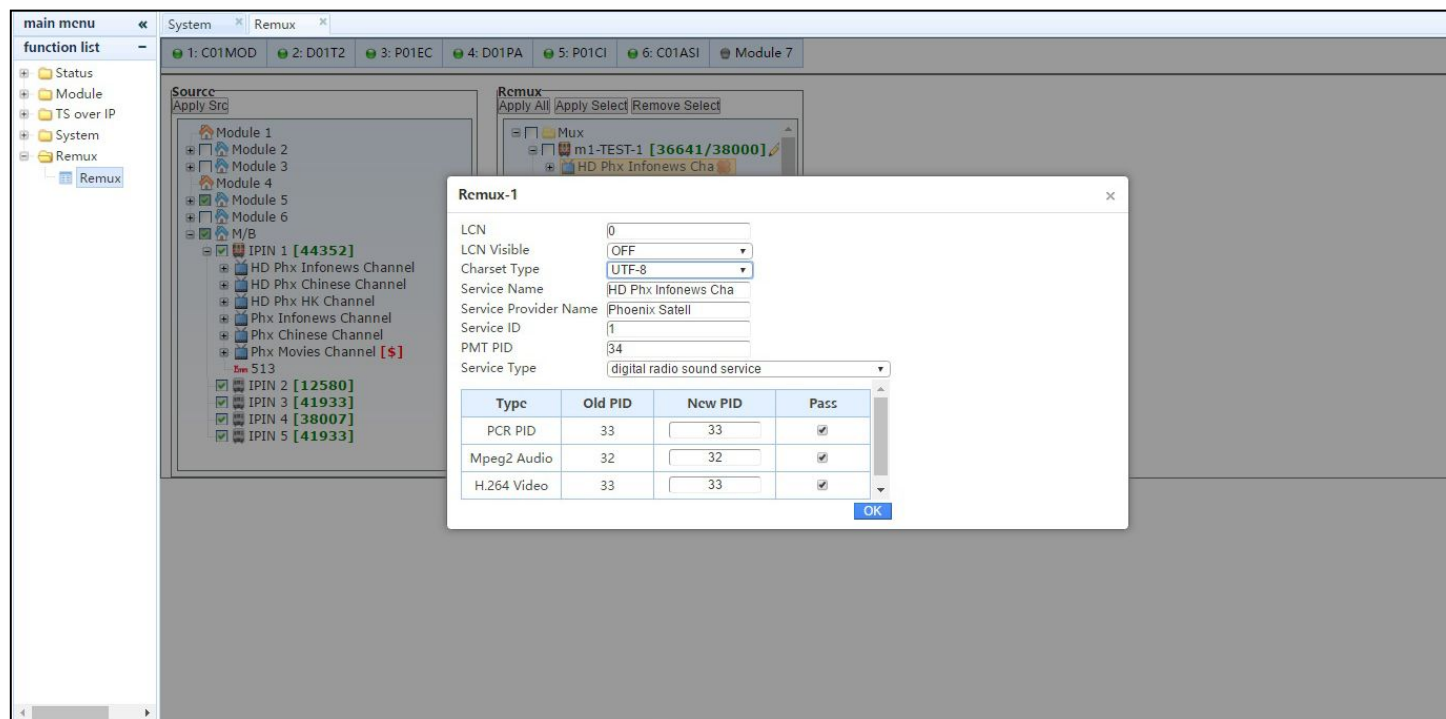 main menu «
System × Remux ×
function list −
1: C01MOD 2: D01T2 3: P01EC 4: D01PA 5: P01CI 6: C01ASI Module 7
Status
Module
TS over IP
System
Remux
Remux
Source
Apply Src
Module 1
Module 2
Module 3
Module 4
Module 5
Module 6
M/B
IPIN 1 [44352]
HD Phx Infonews Channel
HD Phx Chinese Channel
HD Phx HK Channel
Phx Infonews Channel
Phx Chinese Channel
Phx Movies Channel [$]
513
IPIN 2 [12580]
IPIN 3 [41933]
IPIN 4 [38007]
IPIN 5 [41933]
Remux
Apply All Apply Select Remove Select
Mux
m1-TEST-1 [36641/38000]
HD Phx Infonews Cha
Remux-1 ×
LCN 0
LCN Visible OFF
Charset Type UTF-8
Service Name HD Phx Infonews Cha
Service Provider Name Phoenix Satell
Service ID 1
PMT PID 34
Service Type digital radio sound service
Type Old PID New PID Pass
PCR PID 33 33
Mpeg2 Audio 32 32
H.264 Video 33 33
OK